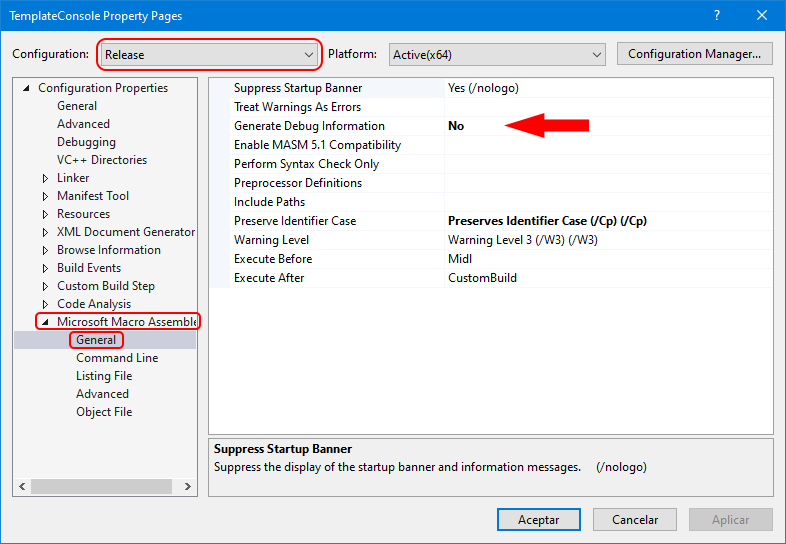 TemplateConsole Property Pages
Configuration: Release Platform: Active(x64) Configuration Manager...
Configuration Properties
General
Advanced
Debugging
VC++ Directories
Linker
Manifest Tool
Resources
XML Document Generator
Browse Information
Build Events
Custom Build Step
Code Analysis
Microsoft Macro Assemble
General
Command Line
Listing File
Advanced
Object File
Suppress Startup Banner Yes (/nologo)
Treat Warnings As Errors
Generate Debug Information No
Enable MASM 5.1 Compatibility
Perform Syntax Check Only
Preprocessor Definitions
Include Paths
Preserve Identifier Case Preserves Identifier Case (/Cp) (/Cp)
Warning Level Warning Level 3 (/W3) (/W3)
Execute Before Midl
Execute After CustomBuild
Suppress Startup Banner
Suppress the display of the startup banner and information messages. (/nologo)
Aceptar Cancelar Aplicar